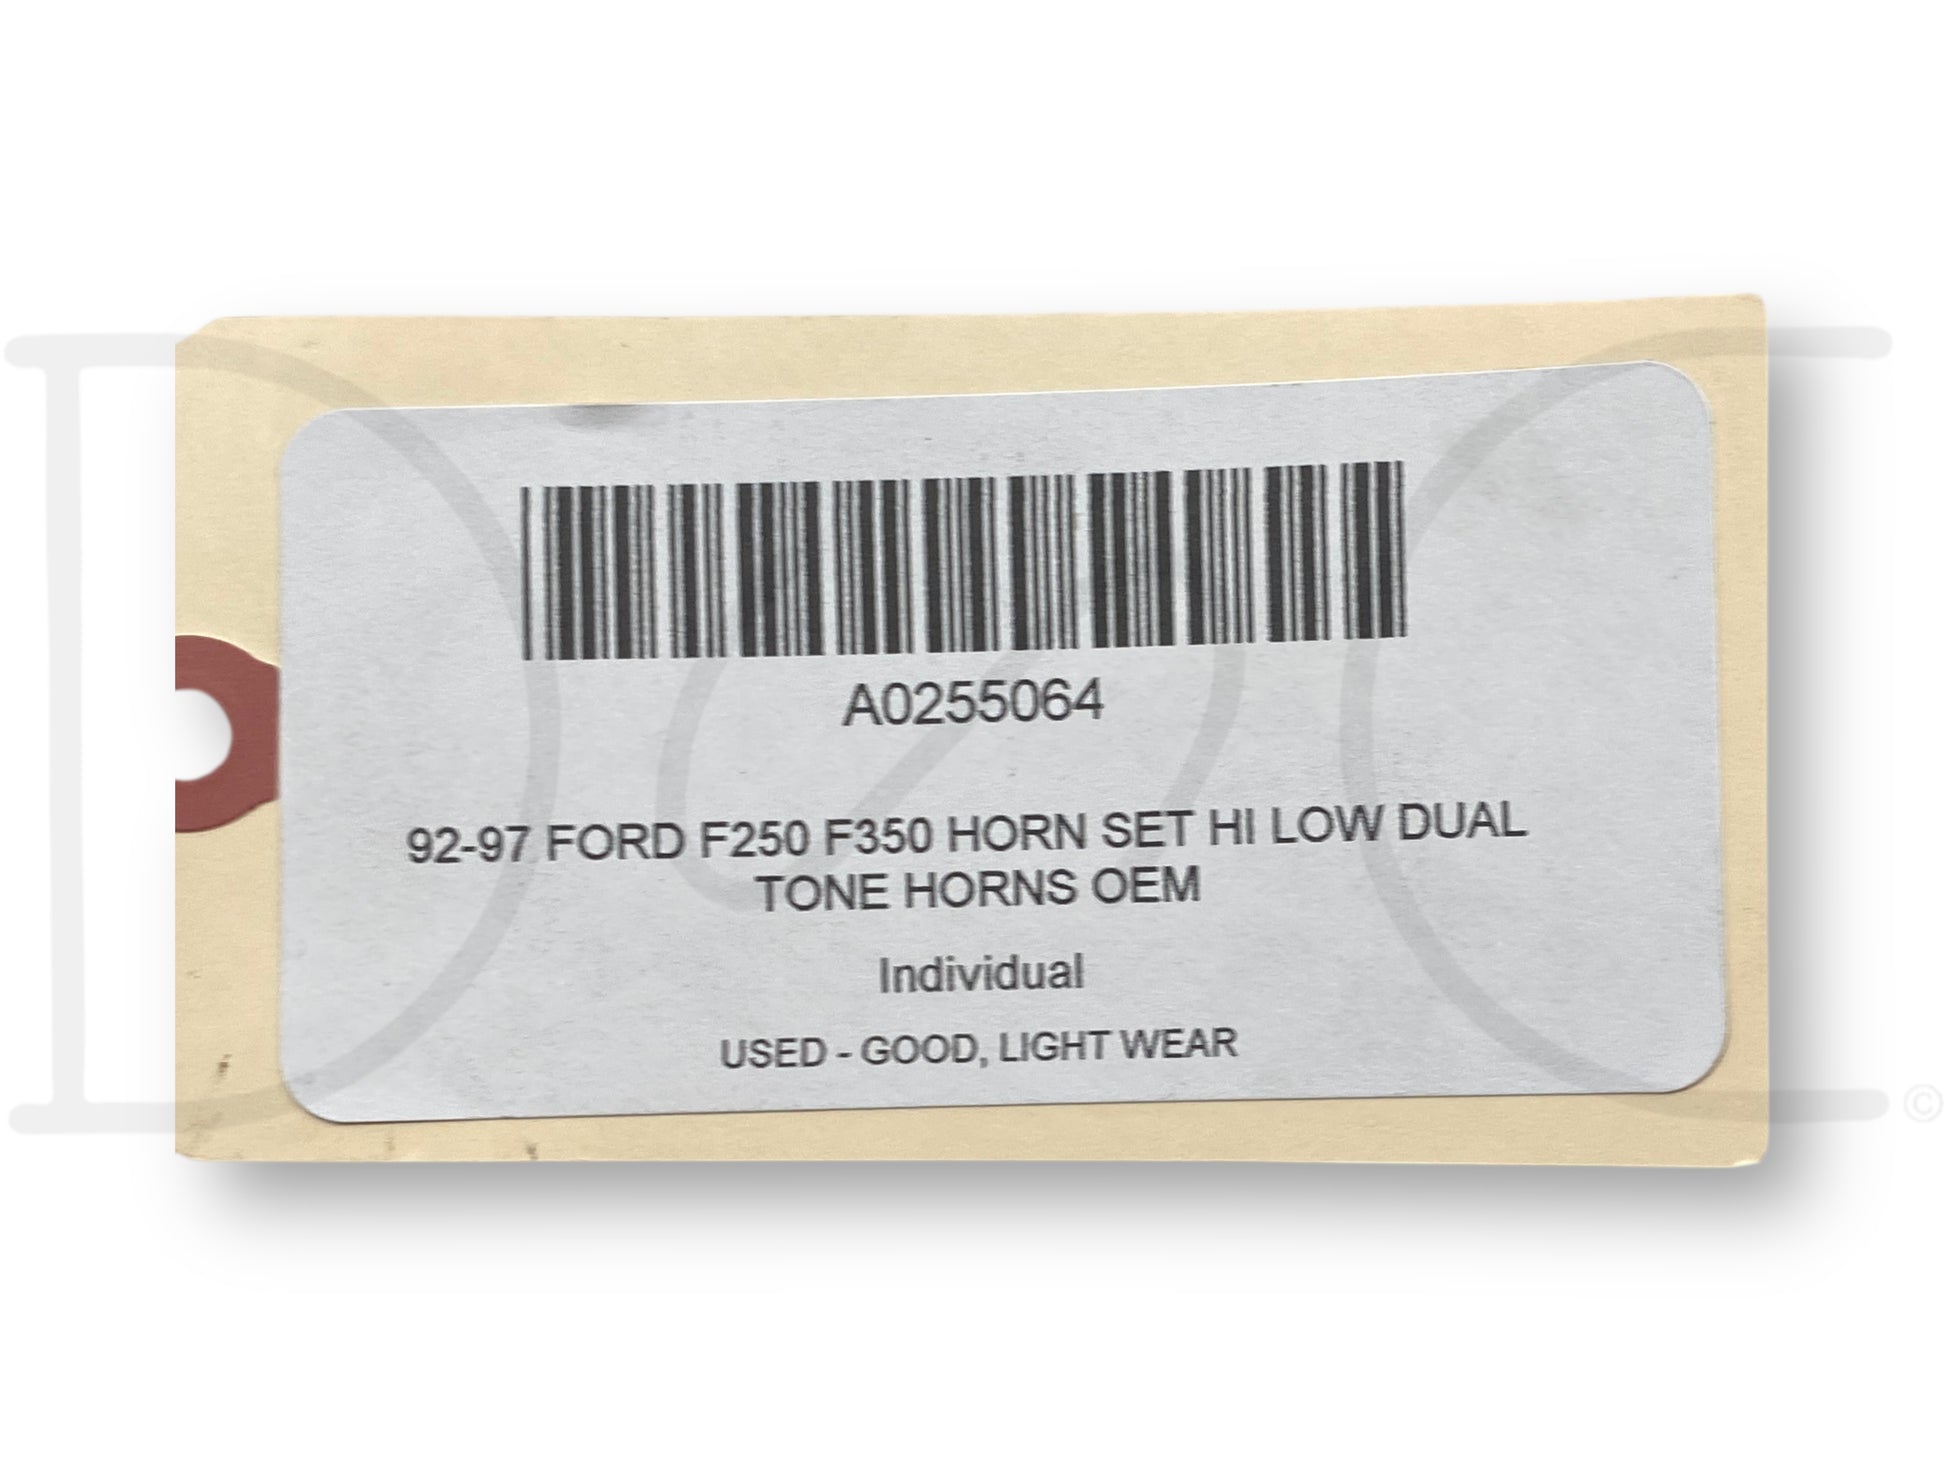 A0255064
92-97 FORD F250 F350 HORN SET HI LOW DUAL
TONE HORNS OEM
Individual
USED - GOOD, LIGHT WEAR
©